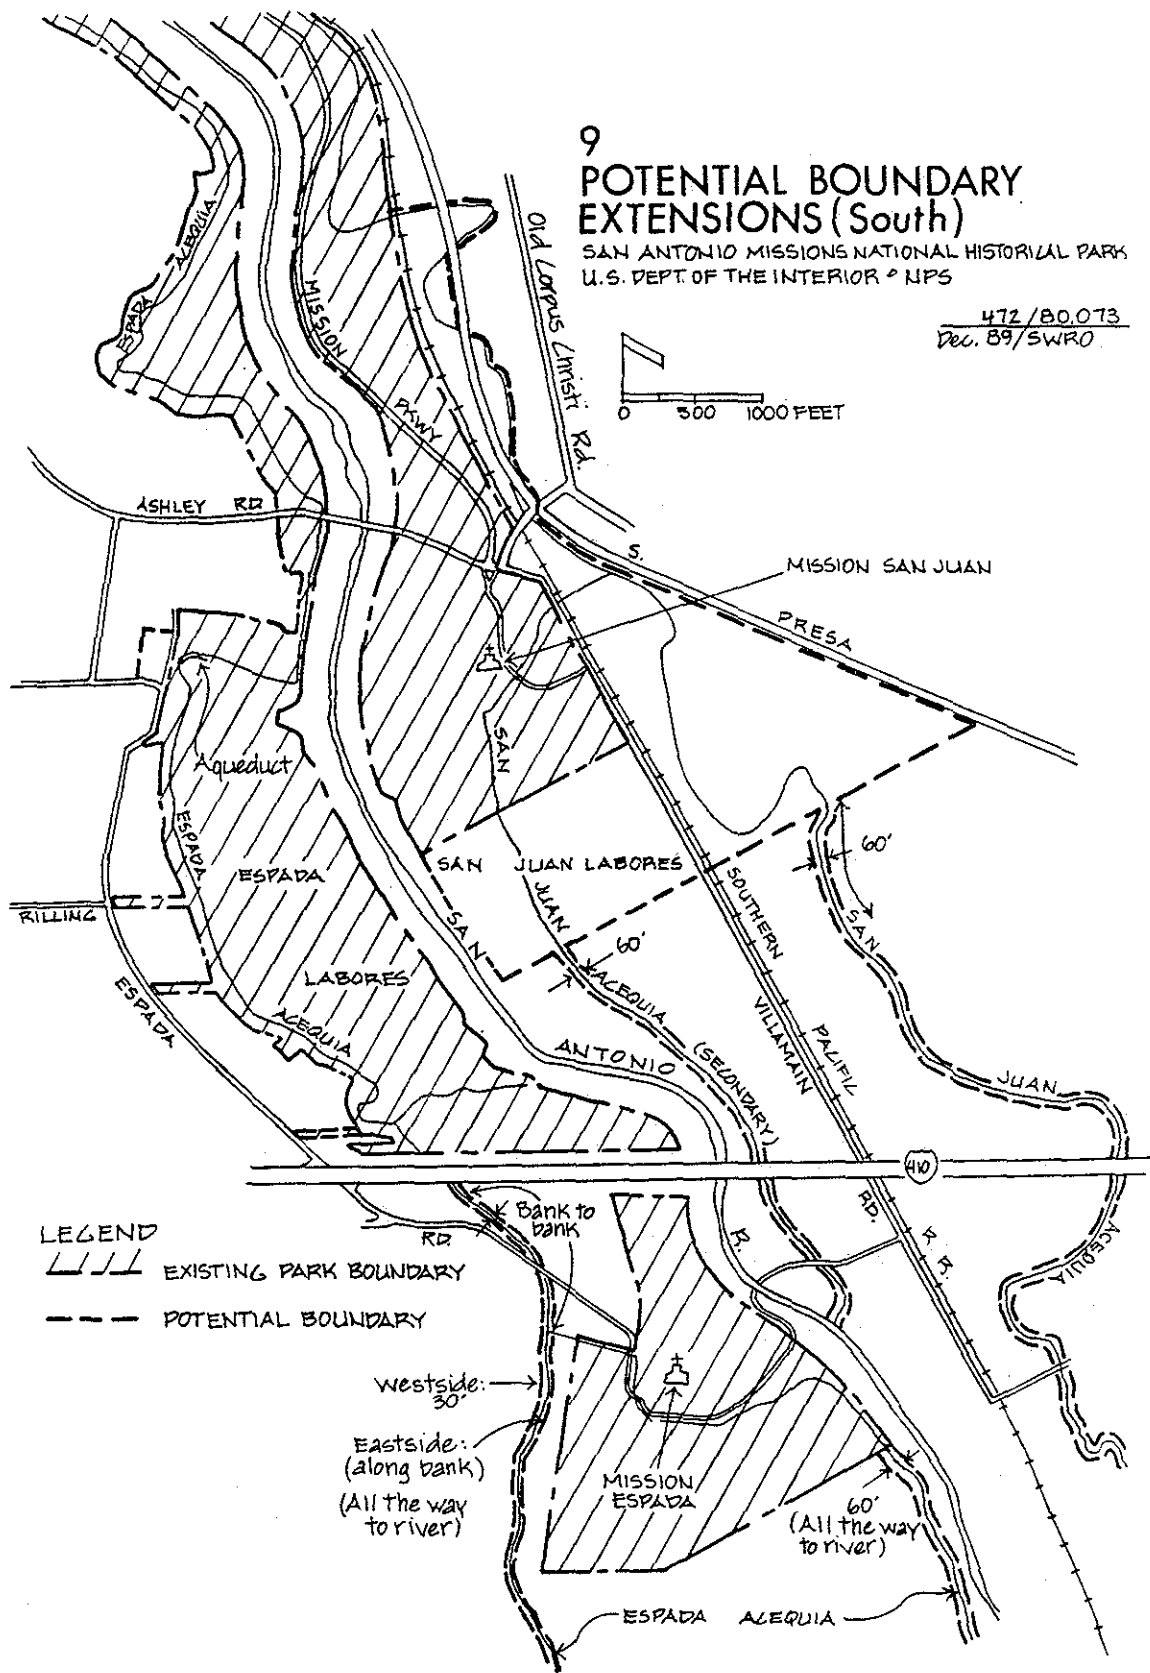 9
POTENTIAL BOUNDARY
EXTENSIONS (South)
SAN ANTONIO MISSIONS NATIONAL HISTORICAL PARK
U.S. DEPT. OF THE INTERIOR • NPS
472/80,073
Dec. 89/SWRO
0 500 1000 FEET
Old Corpus Christi Rd.
ESPADA ACEQUIA
MISSION PKWY
ASHLEY RD
S. PRESA
MISSION SAN JUAN
Aqueduct
ESPADA
SAN
SAN JUAN LABORES
ESPADA
LABORES
ACEQUIA
RILLING
ESPADA
SAN
ANTONIO
R.
JUAN
60'
ACEQUIA
(SECONDARY)
SOUTHERN
PACIFIC
R.R.
VILLAMAIN
RD.
60'
SAN
JUAN
ACEQUIA
410
Bank to
bank
RD.
LEGEND
EXISTING PARK BOUNDARY
POTENTIAL BOUNDARY
Westside:
30'
Eastside:
(along bank)
(All the way
to river)
MISSION
ESPADA
60'
(All the way
to river)
ESPADA ACEQUIA